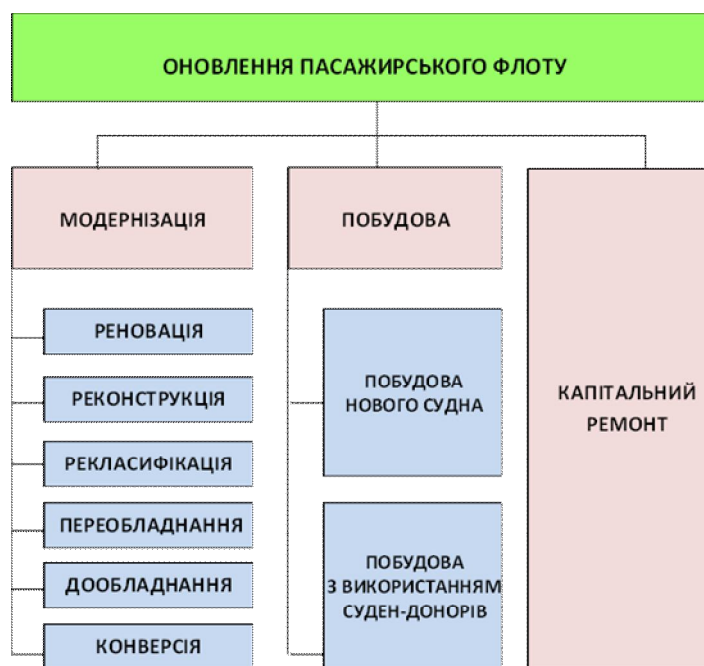 ОНОВЛЕННЯ ПАСАЖИРСЬКОГО ФЛОТУ
МОДЕРНІЗАЦІЯ
РЕНОВАЦІЯ
РЕКОНСТРУКЦІЯ
РЕКЛАСИФІКАЦІЯ
ПЕРЕОБЛАДНАННЯ
ДООБЛАДНАННЯ
КОНВЕРСІЯ
ПОБУДОВА
ПОБУДОВА
НОВОГО СУДНА
ПОБУДОВА
З ВИКОРИСТАННЯМ
СУДЕН-ДОНОРІВ
КАПІТАЛЬНИЙ
РЕМОНТ